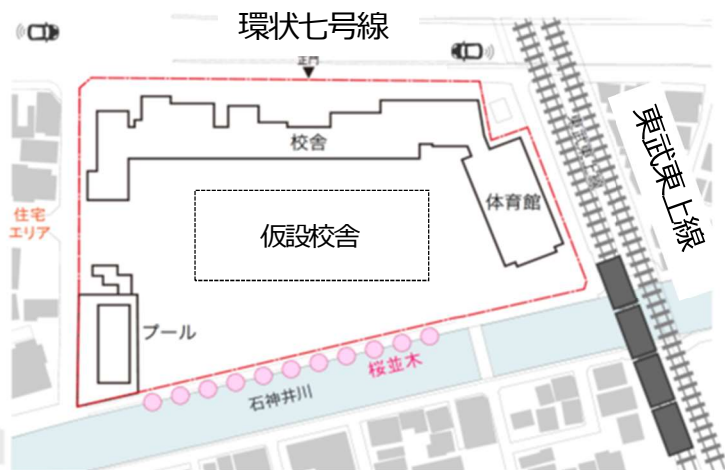 環状七号線
正門
校舎
体育館
東武東上線
住宅
エリア
仮設校舎
プール
桜並木
石神井川